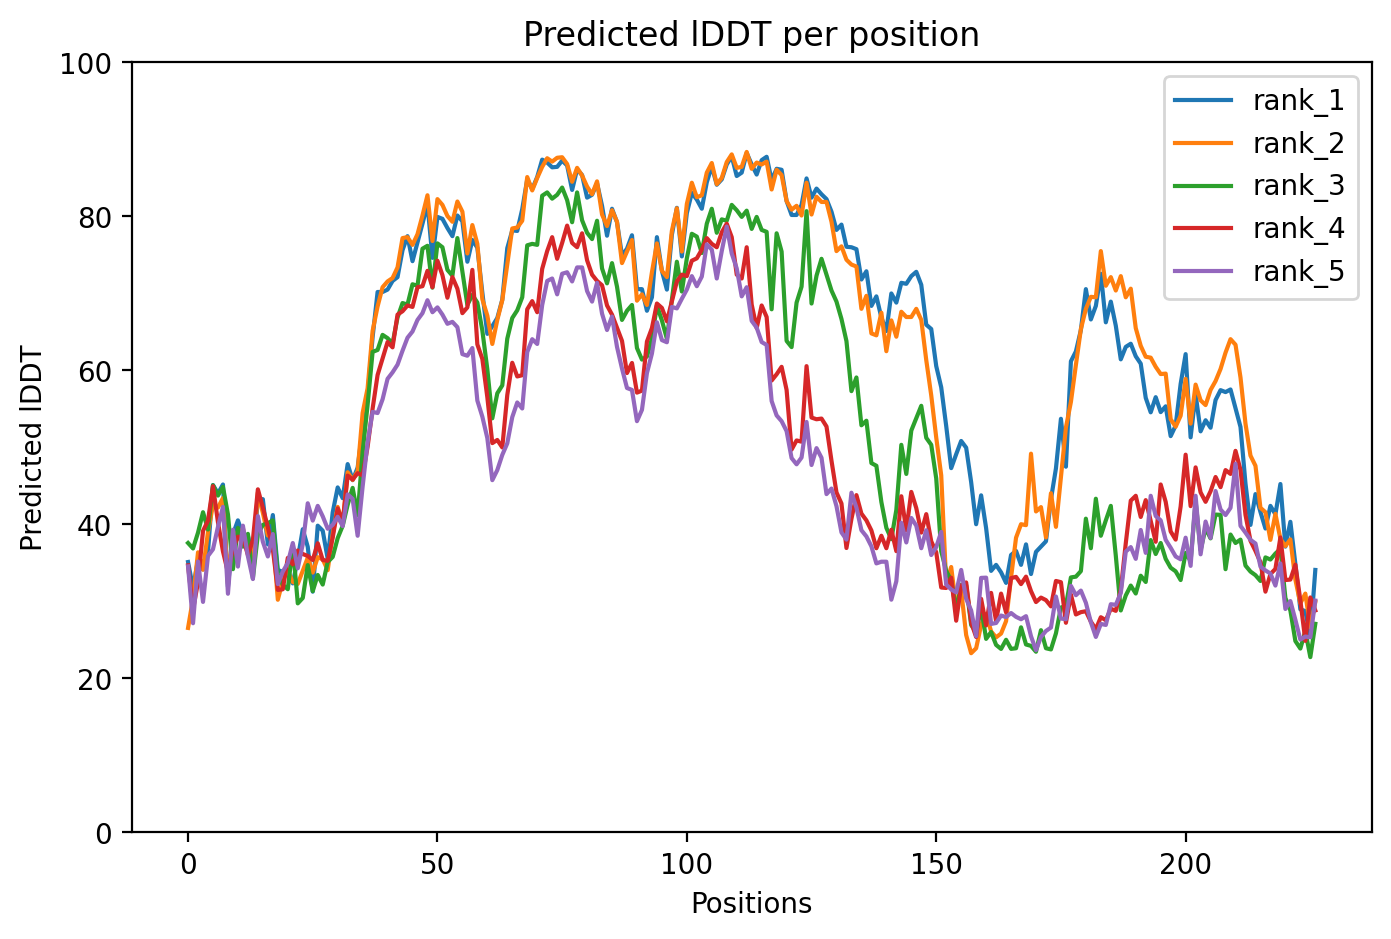 Predicted lDDT per position
100
80
60
40
20
0
Predicted lDDT
0 50 100 150 200
Positions
rank_1
rank_2
rank_3
rank_4
rank_5